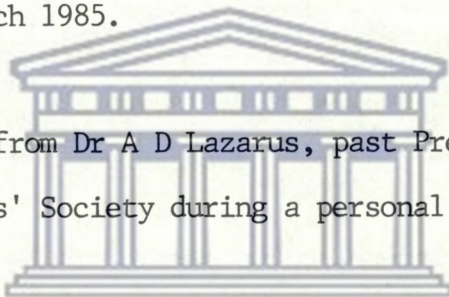 ch 1985.
from Dr A D Lazarus, past Pre
s' Society during a personal